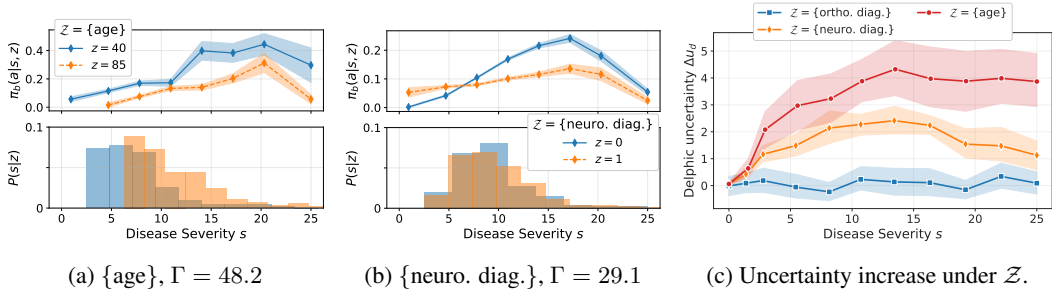 𝒵 = {age}
z = 40
z = 85
π_b(a|s, z)
0.4
0.2
0.0
P(s|z)
0.1
0
0 5 10 15 20 25
Disease Severity s
(a) {age}, Γ = 48.2
π_b(a|s, z)
0.2
0.1
0.0
𝒵 = {neuro. diag.}
z = 0
z = 1
P(s|z)
0.1
0
0 5 10 15 20 25
Disease Severity s
(b) {neuro. diag.}, Γ = 29.1
𝒵 = {ortho. diag.} 𝒵 = {age}
𝒵 = {neuro. diag.}
Delphic uncertainty Δu_d
5
4
3
2
1
0
0 5 10 15 20 25
Disease Severity s
(c) Uncertainty increase under 𝒵.